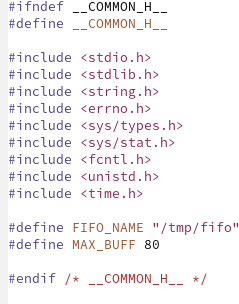 #ifndef __COMMON_H__
#define __COMMON_H__
#include <stdio.h>
#include <stdlib.h>
#include <string.h>
#include <errno.h>
#include <sys/types.h>
#include <sys/stat.h>
#include <fcntl.h>
#include <unistd.h>
#include <time.h>
#define FIFO_NAME "/tmp/fifo"
#define MAX_BUFF 80
#endif /* __COMMON_H__ */